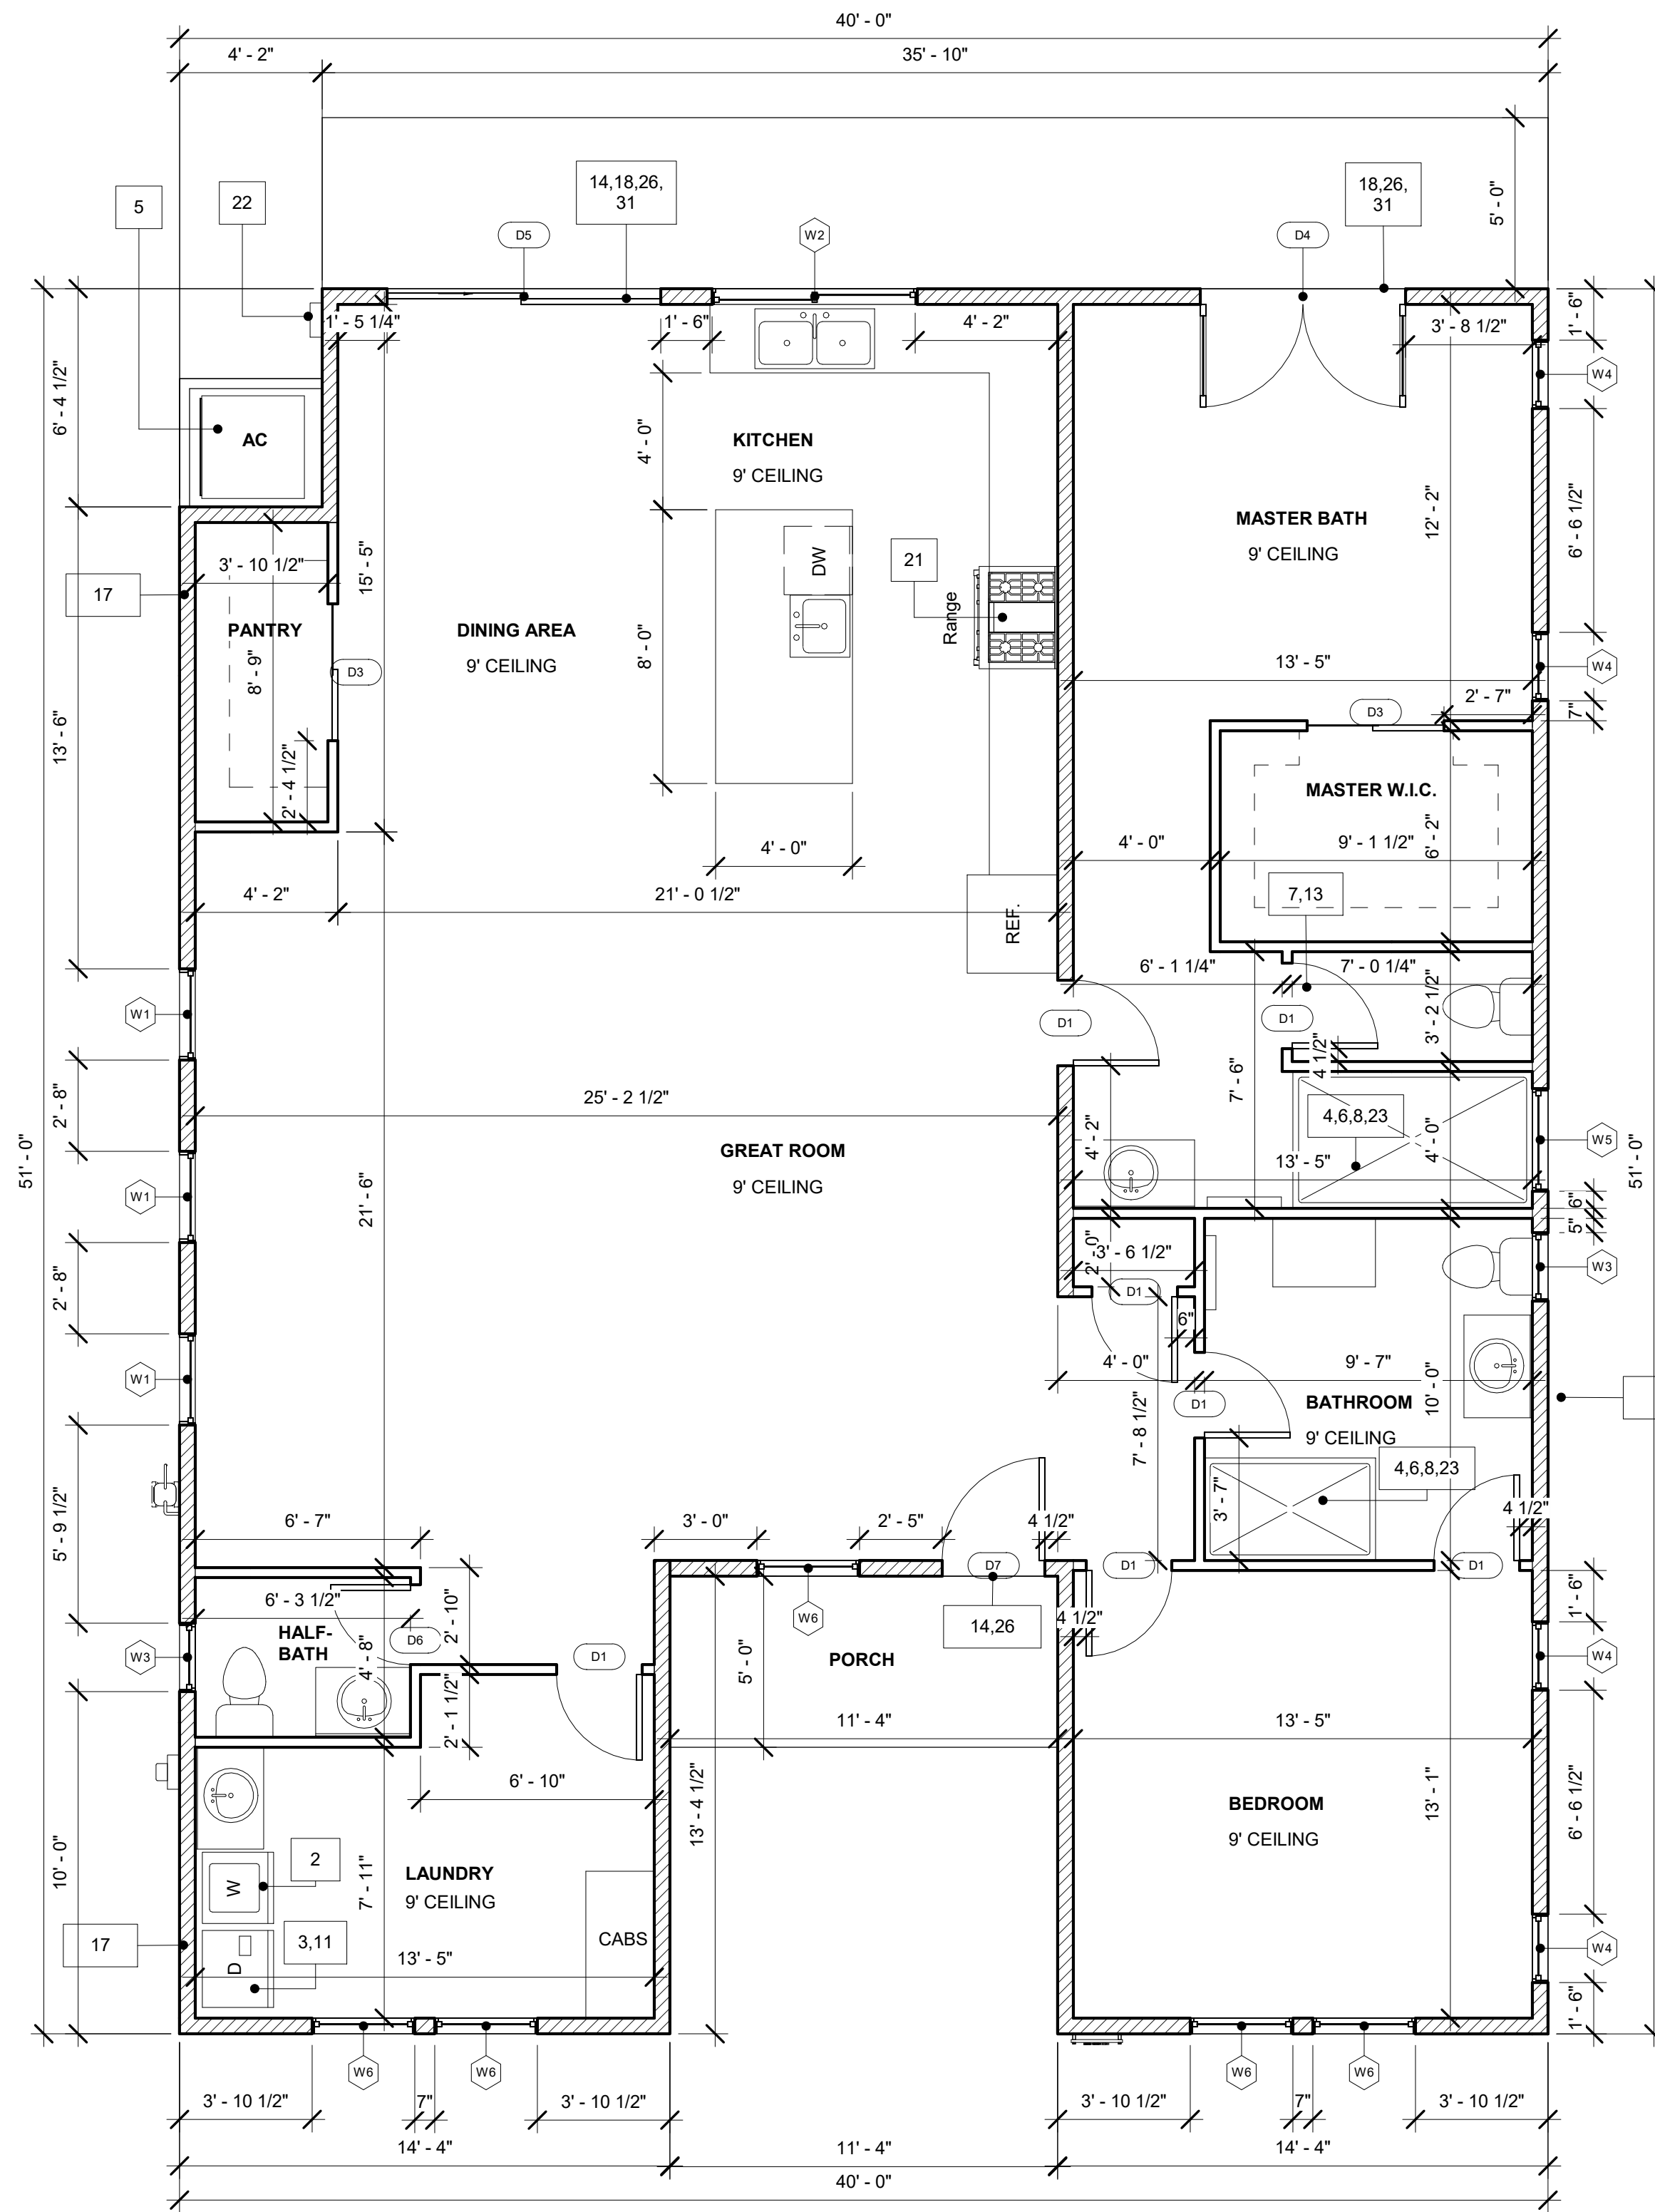 40' - 0"
4' - 2"
35' - 10"
5' - 0"
5
22
14,18,26,
31
18,26,
31
D5
W2
D4
1' - 5 1/4"
1' - 6"
4' - 2"
3' - 8 1/2"
1' - 6"
W4
6' - 4 1/2"
AC
4' - 0"
KITCHEN
9' CEILING
MASTER BATH
9' CEILING
12' - 2"
6' - 6 1/2"
17
3' - 10 1/2"
15' - 5"
DW
21
Range
PANTRY
8' - 9"
D3
DINING AREA
9' CEILING
8' - 0"
13' - 5"
W4
2' - 7"
7"
D3
13' - 6"
2' - 4 1/2"
MASTER W.I.C.
6' - 2"
4' - 0"
4' - 0"
9' - 1 1/2"
4' - 2"
21' - 0 1/2"
REF.
7,13
6' - 1 1/4"
7' - 0 1/4"
W1
D1
D1
3' - 2 1/2"
4 1/2"
2' - 8"
25' - 2 1/2"
7' - 6"
51' - 0"
GREAT ROOM
9' CEILING
4' - 2"
4,6,8,23
13' - 5"
4' - 0"
W5
51' - 0"
W1
21' - 6"
6"
5"
2' - 0"
3' - 6 1/2"
D1
W3
2' - 8"
6"
W1
4' - 0"
9' - 7"
D1
BATHROOM
9' CEILING
10' - 0"
7' - 8 1/2"
4,6,8,23
3' - 7"
4 1/2"
5' - 9 1/2"
6' - 7"
3' - 0"
2' - 5"
4 1/2"
D7
D1
D1
6' - 3 1/2"
HALF-
BATH
D6
2' - 10"
4' - 8"
D1
W6
14,26
4 1/2"
1' - 6"
W3
5' - 0"
PORCH
W4
2' - 1 1/2"
11' - 4"
13' - 5"
6' - 10"
13' - 4 1/2"
BEDROOM
9' CEILING
13' - 1"
6' - 6 1/2"
10' - 0"
2
W
LAUNDRY
9' CEILING
7' - 11"
17
3,11
D
CABS
13' - 5"
W4
1' - 6"
W6
W6
W6
W6
3' - 10 1/2"
7"
3' - 10 1/2"
3' - 10 1/2"
7"
3' - 10 1/2"
14' - 4"
11' - 4"
14' - 4"
40' - 0"